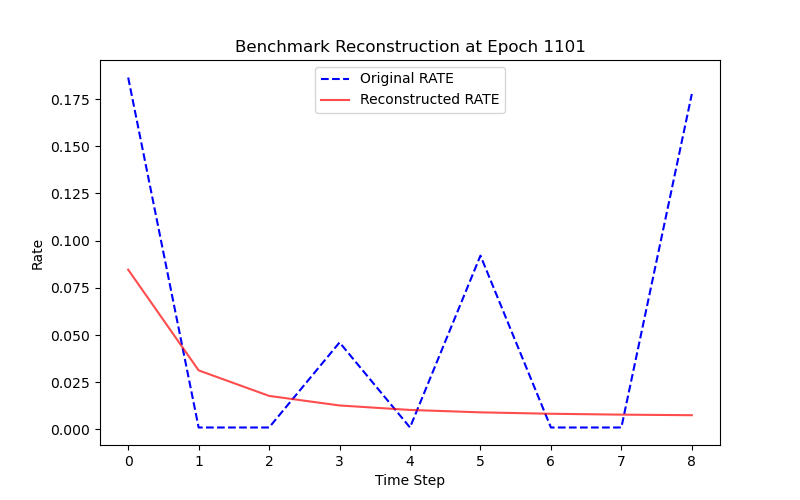 Benchmark Reconstruction at Epoch 1101
Original RATE
Reconstructed RATE
0.175
0.150
0.125
0.100
0.075
0.050
0.025
0.000
Rate
0 1 2 3 4 5 6 7 8
Time Step